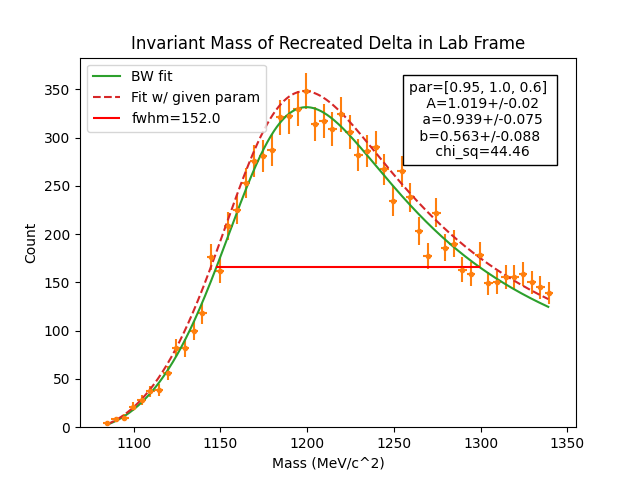 Invariant Mass of Recreated Delta in Lab Frame
BW fit
Fit w/ given param
fwhm=152.0
par=[0.95, 1.0, 0.6]
A=1.019+/-0.02
a=0.939+/-0.075
b=0.563+/-0.088
chi_sq=44.46
Count
350
300
250
200
150
100
50
0
1100
1150
1200
1250
1300
1350
Mass (MeV/c^2)